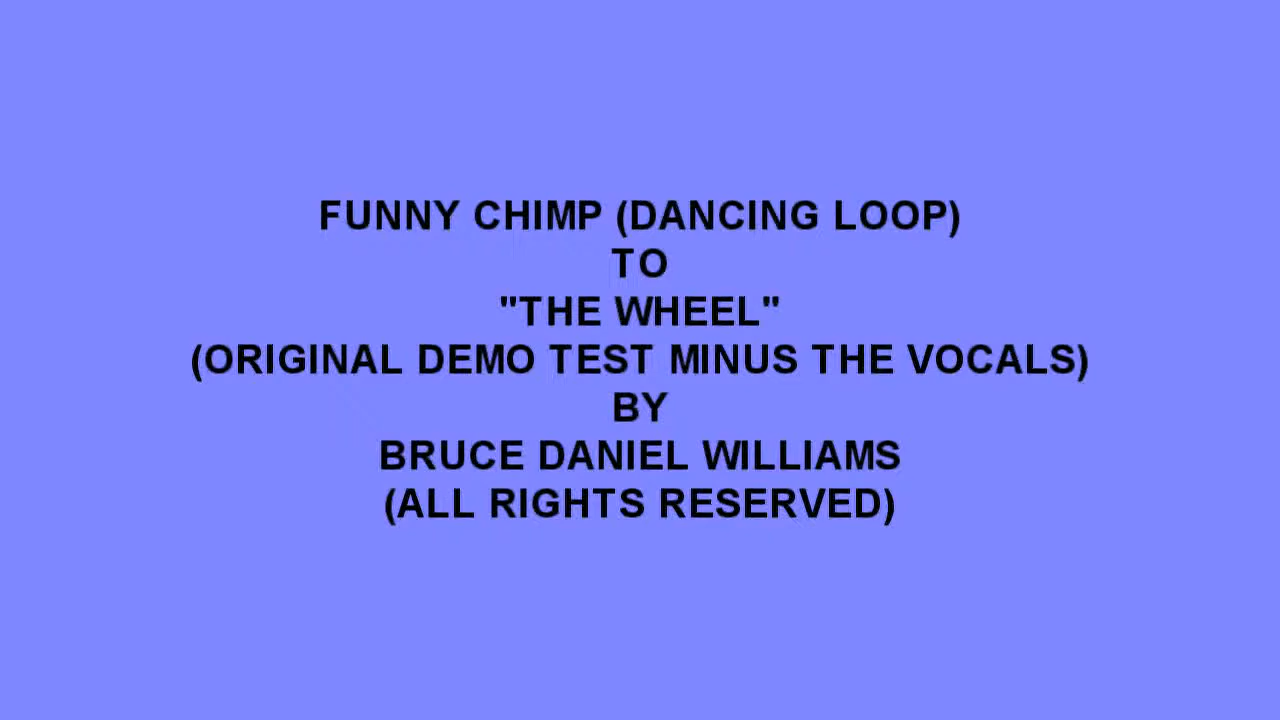 FUNNY CHIMP (DANCING LOOP)
TO
"THE WHEEL"
(ORIGINAL DEMO TEST MINUS THE VOCALS)
BY
BRUCE DANIEL WILLIAMS
(ALL RIGHTS RESERVED)